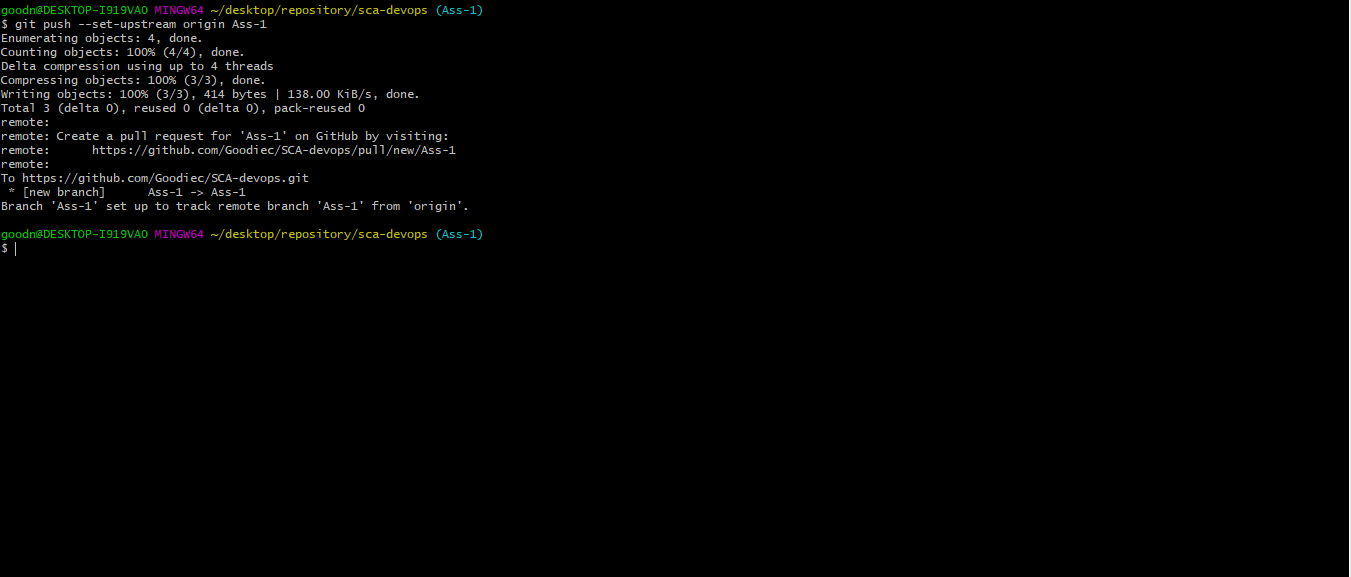 goodn@DESKTOP-I919VAO MINGW64 ~/desktop/repository/sca-devops (Ass-1)
$ git push --set-upstream origin Ass-1
Enumerating objects: 4, done.
Counting objects: 100% (4/4), done.
Delta compression using up to 4 threads
Compressing objects: 100% (3/3), done.
Writing objects: 100% (3/3), 414 bytes | 138.00 KiB/s, done.
Total 3 (delta 0), reused 0 (delta 0), pack-reused 0
remote:
remote: Create a pull request for 'Ass-1' on GitHub by visiting:
remote:      https://github.com/Goodiec/SCA-devops/pull/new/Ass-1
remote:
To https://github.com/Goodiec/SCA-devops.git
 * [new branch]      Ass-1 -> Ass-1
Branch 'Ass-1' set up to track remote branch 'Ass-1' from 'origin'.
goodn@DESKTOP-I919VAO MINGW64 ~/desktop/repository/sca-devops (Ass-1)
$